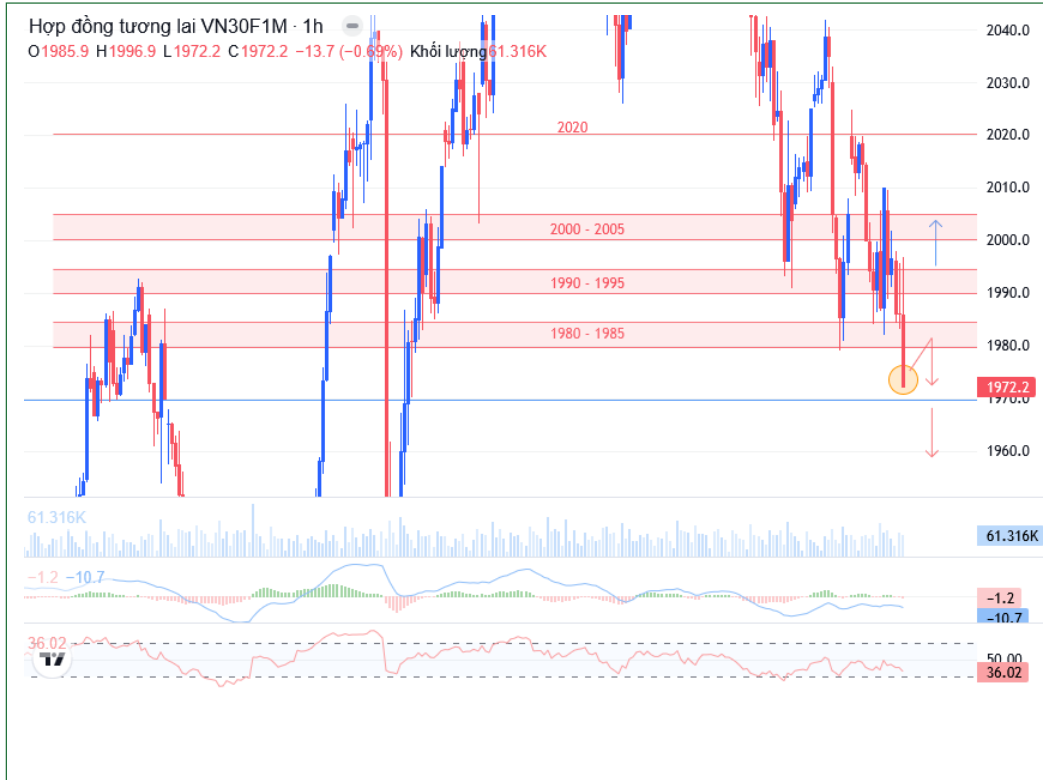 Hợp đồng tương lai VN30F1M · 1h
O1985.9 H1996.9 L1972.2 C1972.2 −13.7 (−0.69%) Khối lượng61.316K
2040.0
2030.0
2020
2020.0
2010.0
2000 - 2005
2000.0
1990 - 1995
1990.0
1980 - 1985
1980.0
1972.2
1970.0
1960.0
61.316K
61.316K
−1.2 −10.7
−1.2
−10.7
36.02
50.00
36.02